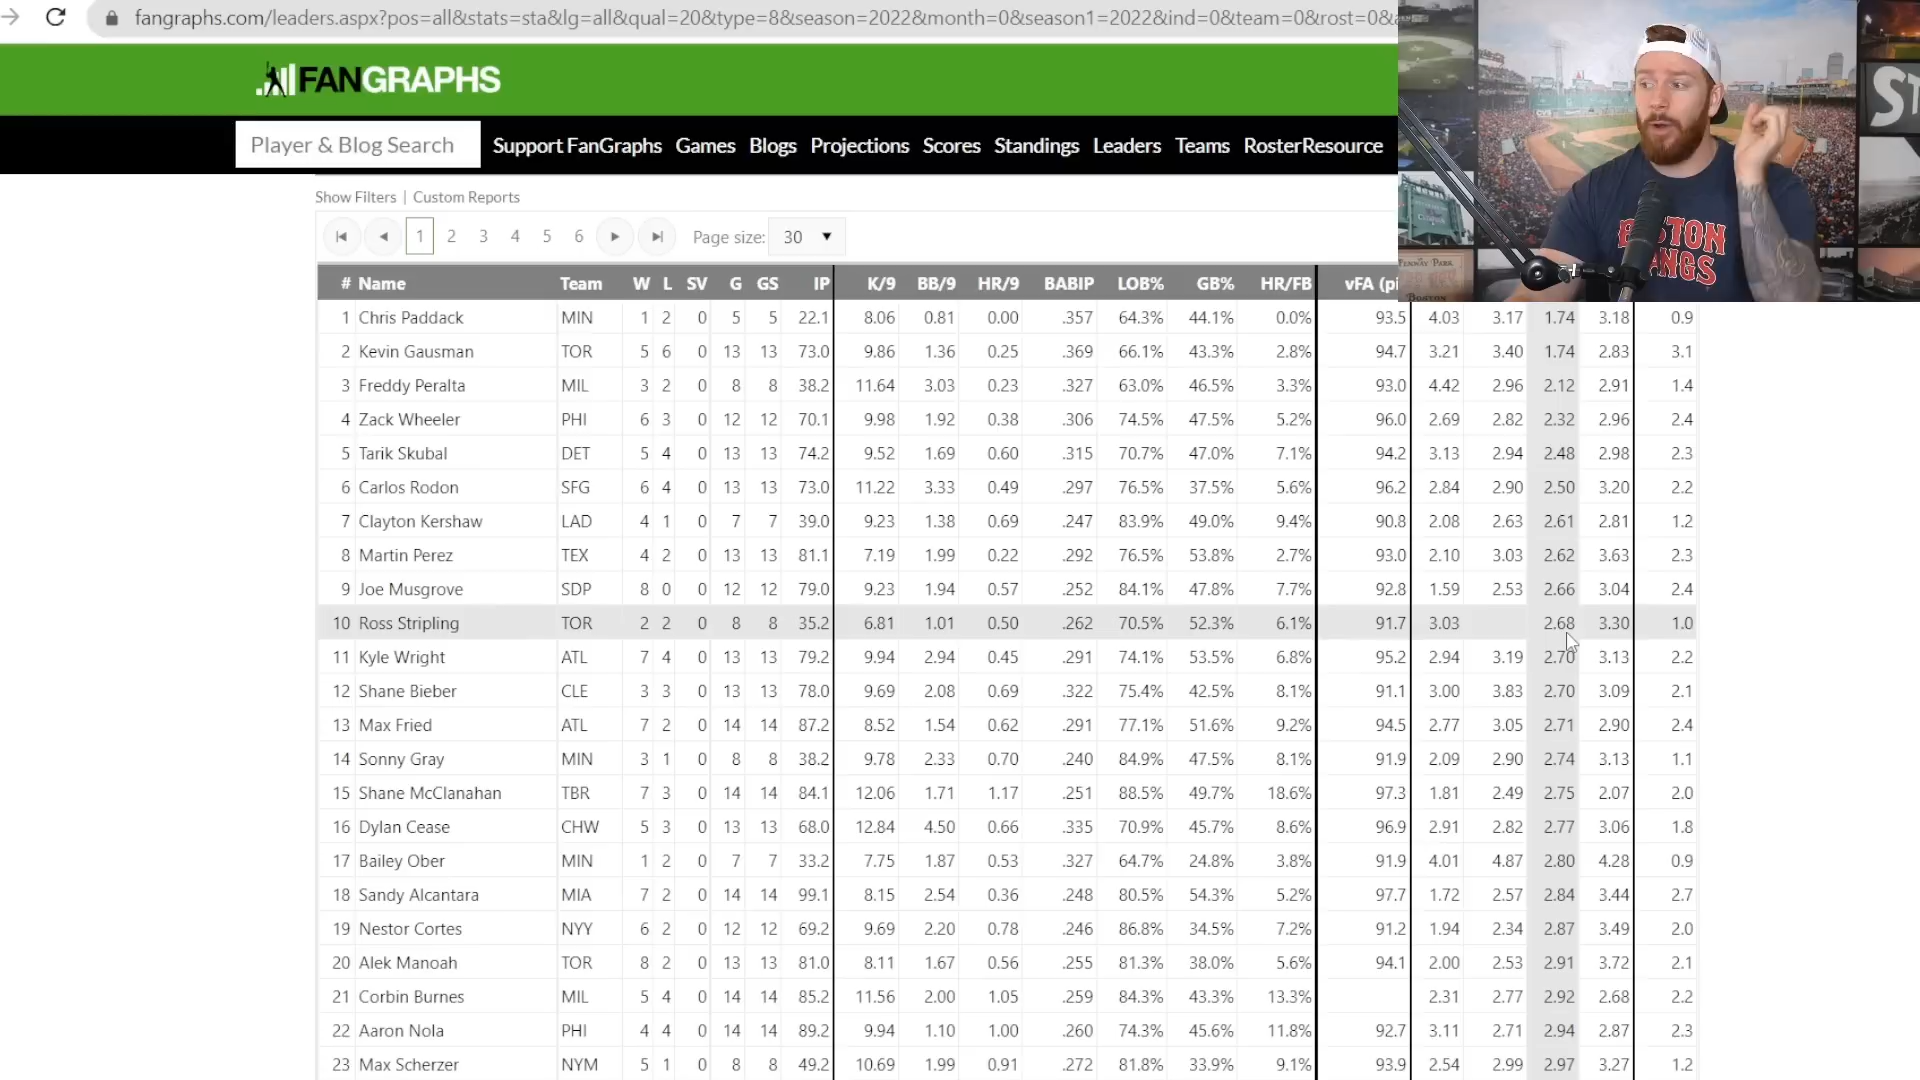 fangraphs.com/leaders.aspx?pos=all&stats=sta&lg=all&qual=20&type=8&season=2022&month=0&season1=2022&ind=0&team=0&rost=0&
FANGRAPHS
Player & Blog Search Support FanGraphs Games Blogs Projections Scores Standings Leaders Teams RosterResource
Show Filters | Custom Reports
1 2 3 4 5 6 Page size: 30
# Name Team W L SV G GS IP K/9 BB/9 HR/9 BABIP LOB% GB% HR/FB vFA (pi
1 Chris Paddack MIN 1 2 0 5 5 22.1 8.06 0.81 0.00 .357 64.3% 44.1% 0.0% 93.5 4.03 3.17 1.74 3.18 0.9
2 Kevin Gausman TOR 5 6 0 13 13 73.0 9.86 1.36 0.25 .369 66.1% 43.3% 2.8% 94.7 3.21 3.40 1.74 2.83 3.1
3 Freddy Peralta MIL 3 2 0 8 8 38.2 11.64 3.03 0.23 .327 63.0% 46.5% 3.3% 93.0 4.42 2.96 2.12 2.91 1.4
4 Zack Wheeler PHI 6 3 0 12 12 70.1 9.98 1.92 0.38 .306 74.5% 47.5% 5.2% 96.0 2.69 2.82 2.32 2.96 2.4
5 Tarik Skubal DET 5 4 0 13 13 74.2 9.52 1.69 0.60 .315 70.7% 47.0% 7.1% 94.2 3.13 2.94 2.48 2.98 2.3
6 Carlos Rodon SFG 6 4 0 13 13 73.0 11.22 3.33 0.49 .297 76.5% 37.5% 5.6% 96.2 2.84 2.90 2.50 3.20 2.2
7 Clayton Kershaw LAD 4 1 0 7 7 39.0 9.23 1.38 0.69 .247 83.9% 49.0% 9.4% 90.8 2.08 2.63 2.61 2.81 1.2
8 Martin Perez TEX 4 2 0 13 13 81.1 7.19 1.99 0.22 .292 76.5% 53.8% 2.7% 93.0 2.10 3.03 2.62 3.63 2.3
9 Joe Musgrove SDP 8 0 0 12 12 79.0 9.23 1.94 0.57 .252 84.1% 47.8% 7.7% 92.8 1.59 2.53 2.66 3.04 2.4
10 Ross Stripling TOR 2 2 0 8 8 35.2 6.81 1.01 0.50 .262 70.5% 52.3% 6.1% 91.7 3.03 2.68 3.30 1.0
11 Kyle Wright ATL 7 4 0 13 13 79.2 9.94 2.94 0.45 .291 74.1% 53.5% 6.8% 95.2 2.94 3.19 2.70 3.13 2.2
12 Shane Bieber CLE 3 3 0 13 13 78.0 9.69 2.08 0.69 .322 75.4% 42.5% 8.1% 91.1 3.00 3.83 2.70 3.09 2.1
13 Max Fried ATL 7 2 0 14 14 87.2 8.52 1.54 0.62 .291 77.1% 51.6% 9.2% 94.5 2.77 3.05 2.71 2.90 2.4
14 Sonny Gray MIN 3 1 0 8 8 38.2 9.78 2.33 0.70 .240 84.9% 47.5% 8.1% 91.9 2.09 2.90 2.74 3.13 1.1
15 Shane McClanahan TBR 7 3 0 14 14 84.1 12.06 1.71 1.17 .251 88.5% 49.7% 18.6% 97.3 1.81 2.49 2.75 2.07 2.0
16 Dylan Cease CHW 5 3 0 13 13 68.0 12.84 4.50 0.66 .335 70.9% 45.7% 8.6% 96.9 2.91 2.82 2.77 3.06 1.8
17 Bailey Ober MIN 1 2 0 7 7 33.2 7.75 1.87 0.53 .327 64.7% 24.8% 3.8% 91.9 4.01 4.87 2.80 4.28 0.9
18 Sandy Alcantara MIA 7 2 0 14 14 99.1 8.15 2.54 0.36 .248 80.5% 54.3% 5.2% 97.7 1.72 2.57 2.84 3.44 2.7
19 Nestor Cortes NYY 6 2 0 12 12 69.2 9.69 2.20 0.78 .246 86.8% 34.5% 7.2% 91.2 1.94 2.34 2.87 3.49 2.0
20 Alek Manoah TOR 8 2 0 13 13 81.0 8.11 1.67 0.56 .255 81.3% 38.0% 5.6% 94.1 2.00 2.53 2.91 3.72 2.1
21 Corbin Burnes MIL 5 4 0 14 14 85.2 11.56 2.00 1.05 .259 84.3% 43.3% 13.3% 2.31 2.77 2.92 2.68 2.2
22 Aaron Nola PHI 4 4 0 14 14 89.2 9.94 1.10 1.00 .260 74.3% 45.6% 11.8% 92.7 3.11 2.71 2.94 2.87 2.3
23 Max Scherzer NYM 5 1 0 8 8 49.2 10.69 1.99 0.91 .272 81.8% 33.9% 9.1% 93.9 2.54 2.99 2.97 3.27 1.2
ST
FENWAY PARK
BOSTON